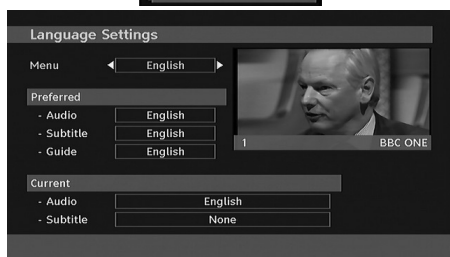 Language Settings
Menu English
Preferred
- Audio English
- Subtitle English
- Guide English
1 BBC ONE
Current
- Audio English
- Subtitle None